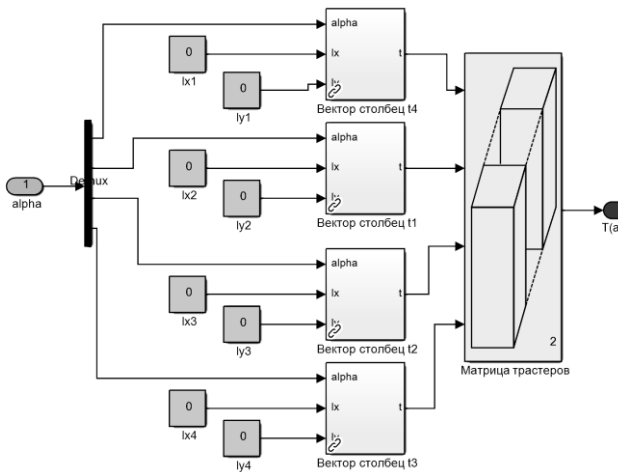 alpha
0
lx
t
lx1
0
ly
ly1
Вектор столбец t4
alpha
0
lx
t
lx2
0
ly
ly2
Вектор столбец t1
Demux
1
alpha
T(a
alpha
0
lx
t
lx3
0
ly
ly3
Вектор столбец t2
2
Матрица трастеров
alpha
0
lx
t
lx4
0
ly
ly4
Вектор столбец t3